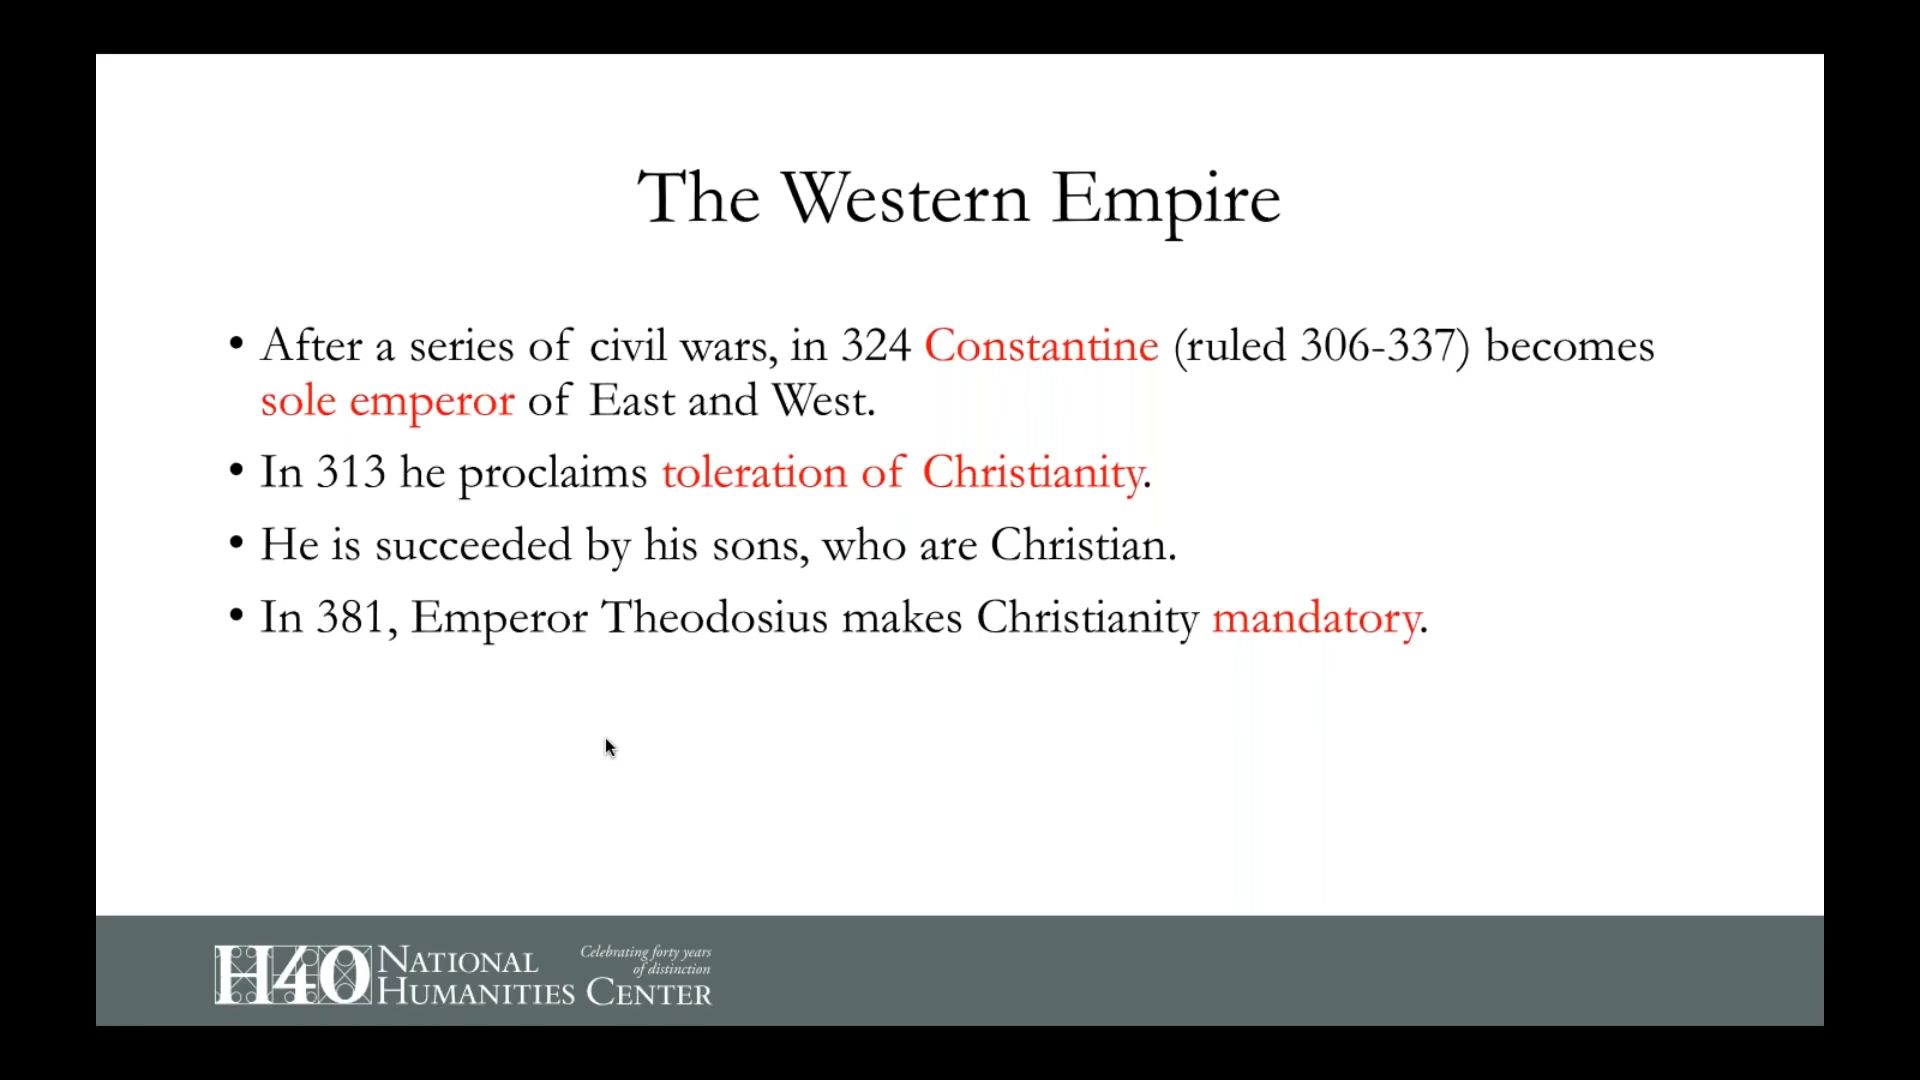 The Western Empire
• After a series of civil wars, in 324 Constantine (ruled 306-337) becomes
sole emperor of East and West.
• In 313 he proclaims toleration of Christianity.
• He is succeeded by his sons, who are Christian.
• In 381, Emperor Theodosius makes Christianity mandatory.
H40 NATIONAL
HUMANITIES CENTER
Celebrating forty years
of distinction